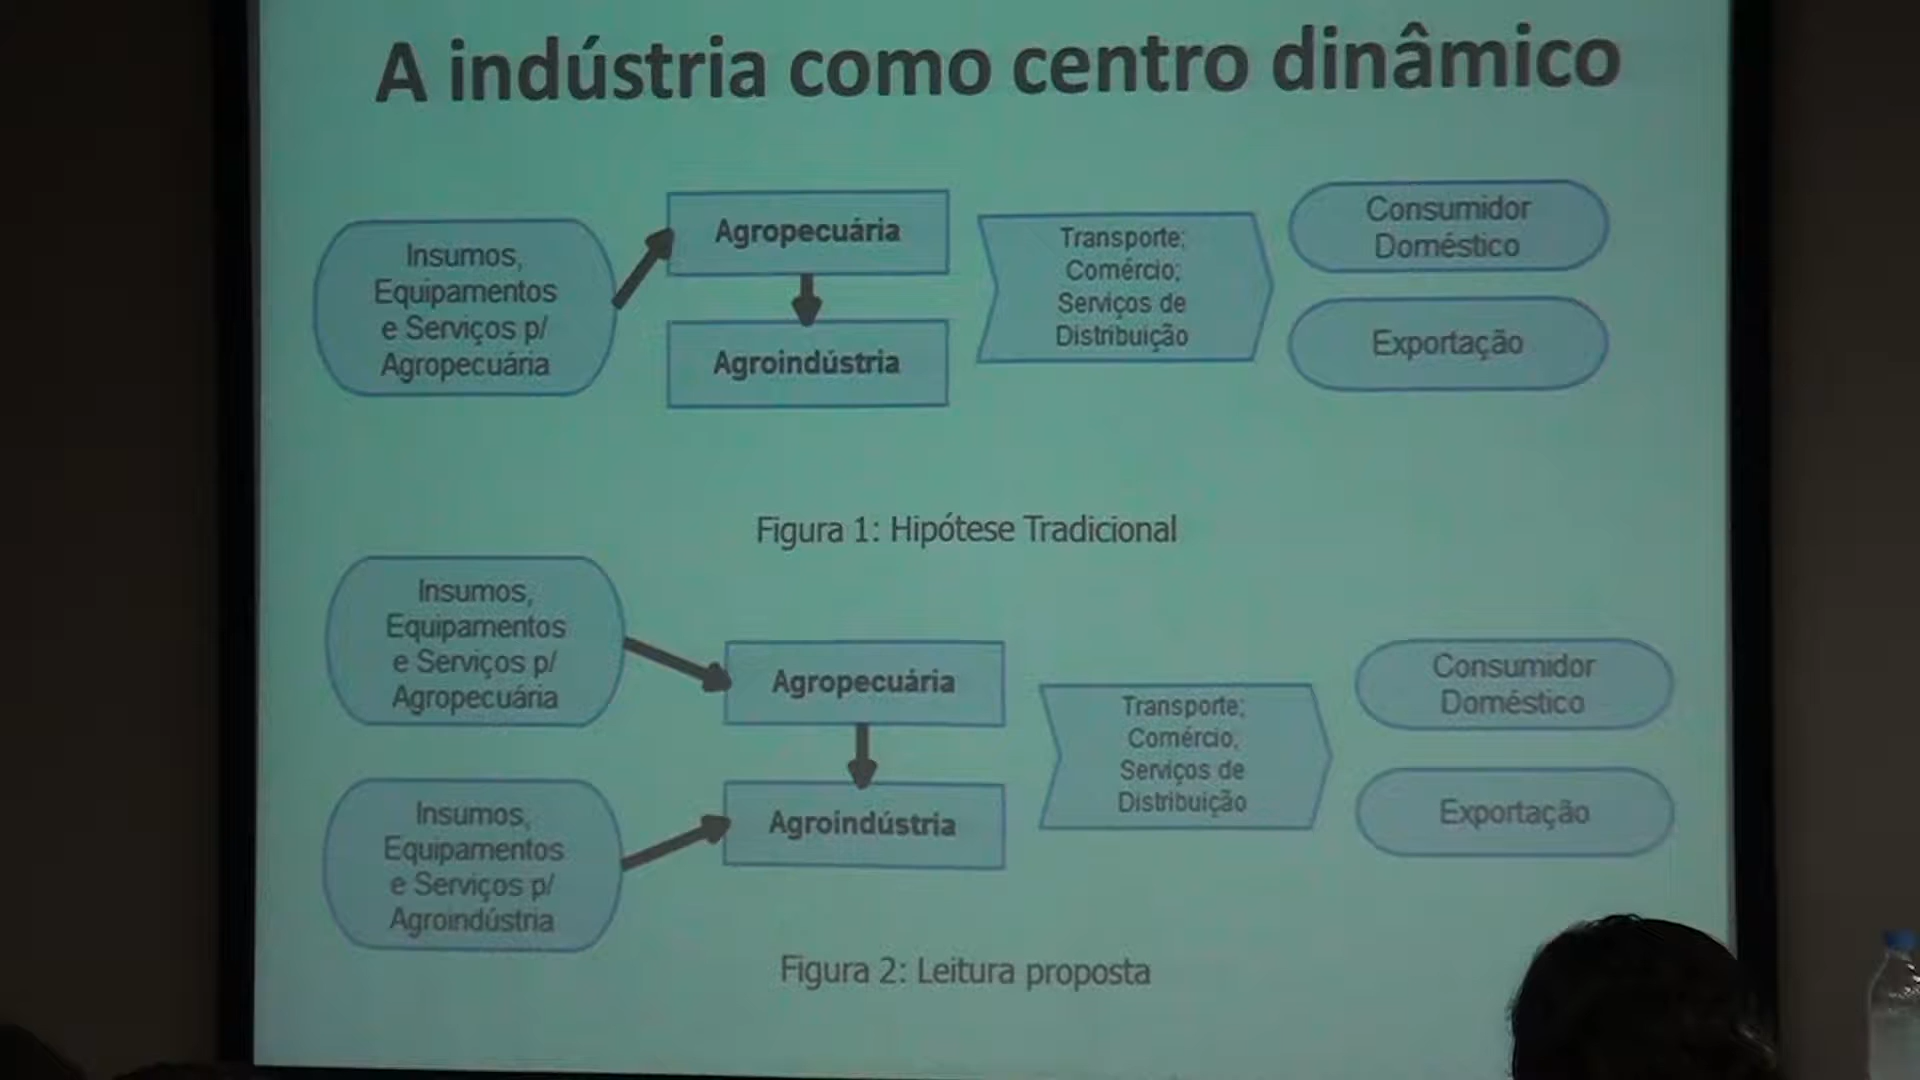 A indústria como centro dinâmico
Insumos,
Equipamentos
e Serviços p/
Agropecuária
Agropecuária
Agroindústria
Transporte;
Comércio;
Serviços de
Distribuição
Consumidor
Doméstico
Exportação
Figura 1: Hipótese Tradicional
Insumos,
Equipamentos
e Serviços p/
Agropecuária
Insumos,
Equipamentos
e Serviços p/
Agroindústria
Agropecuária
Agroindústria
Transporte;
Comércio,
Serviços de
Distribuição
Consumidor
Doméstico
Exportação
Figura 2: Leitura proposta